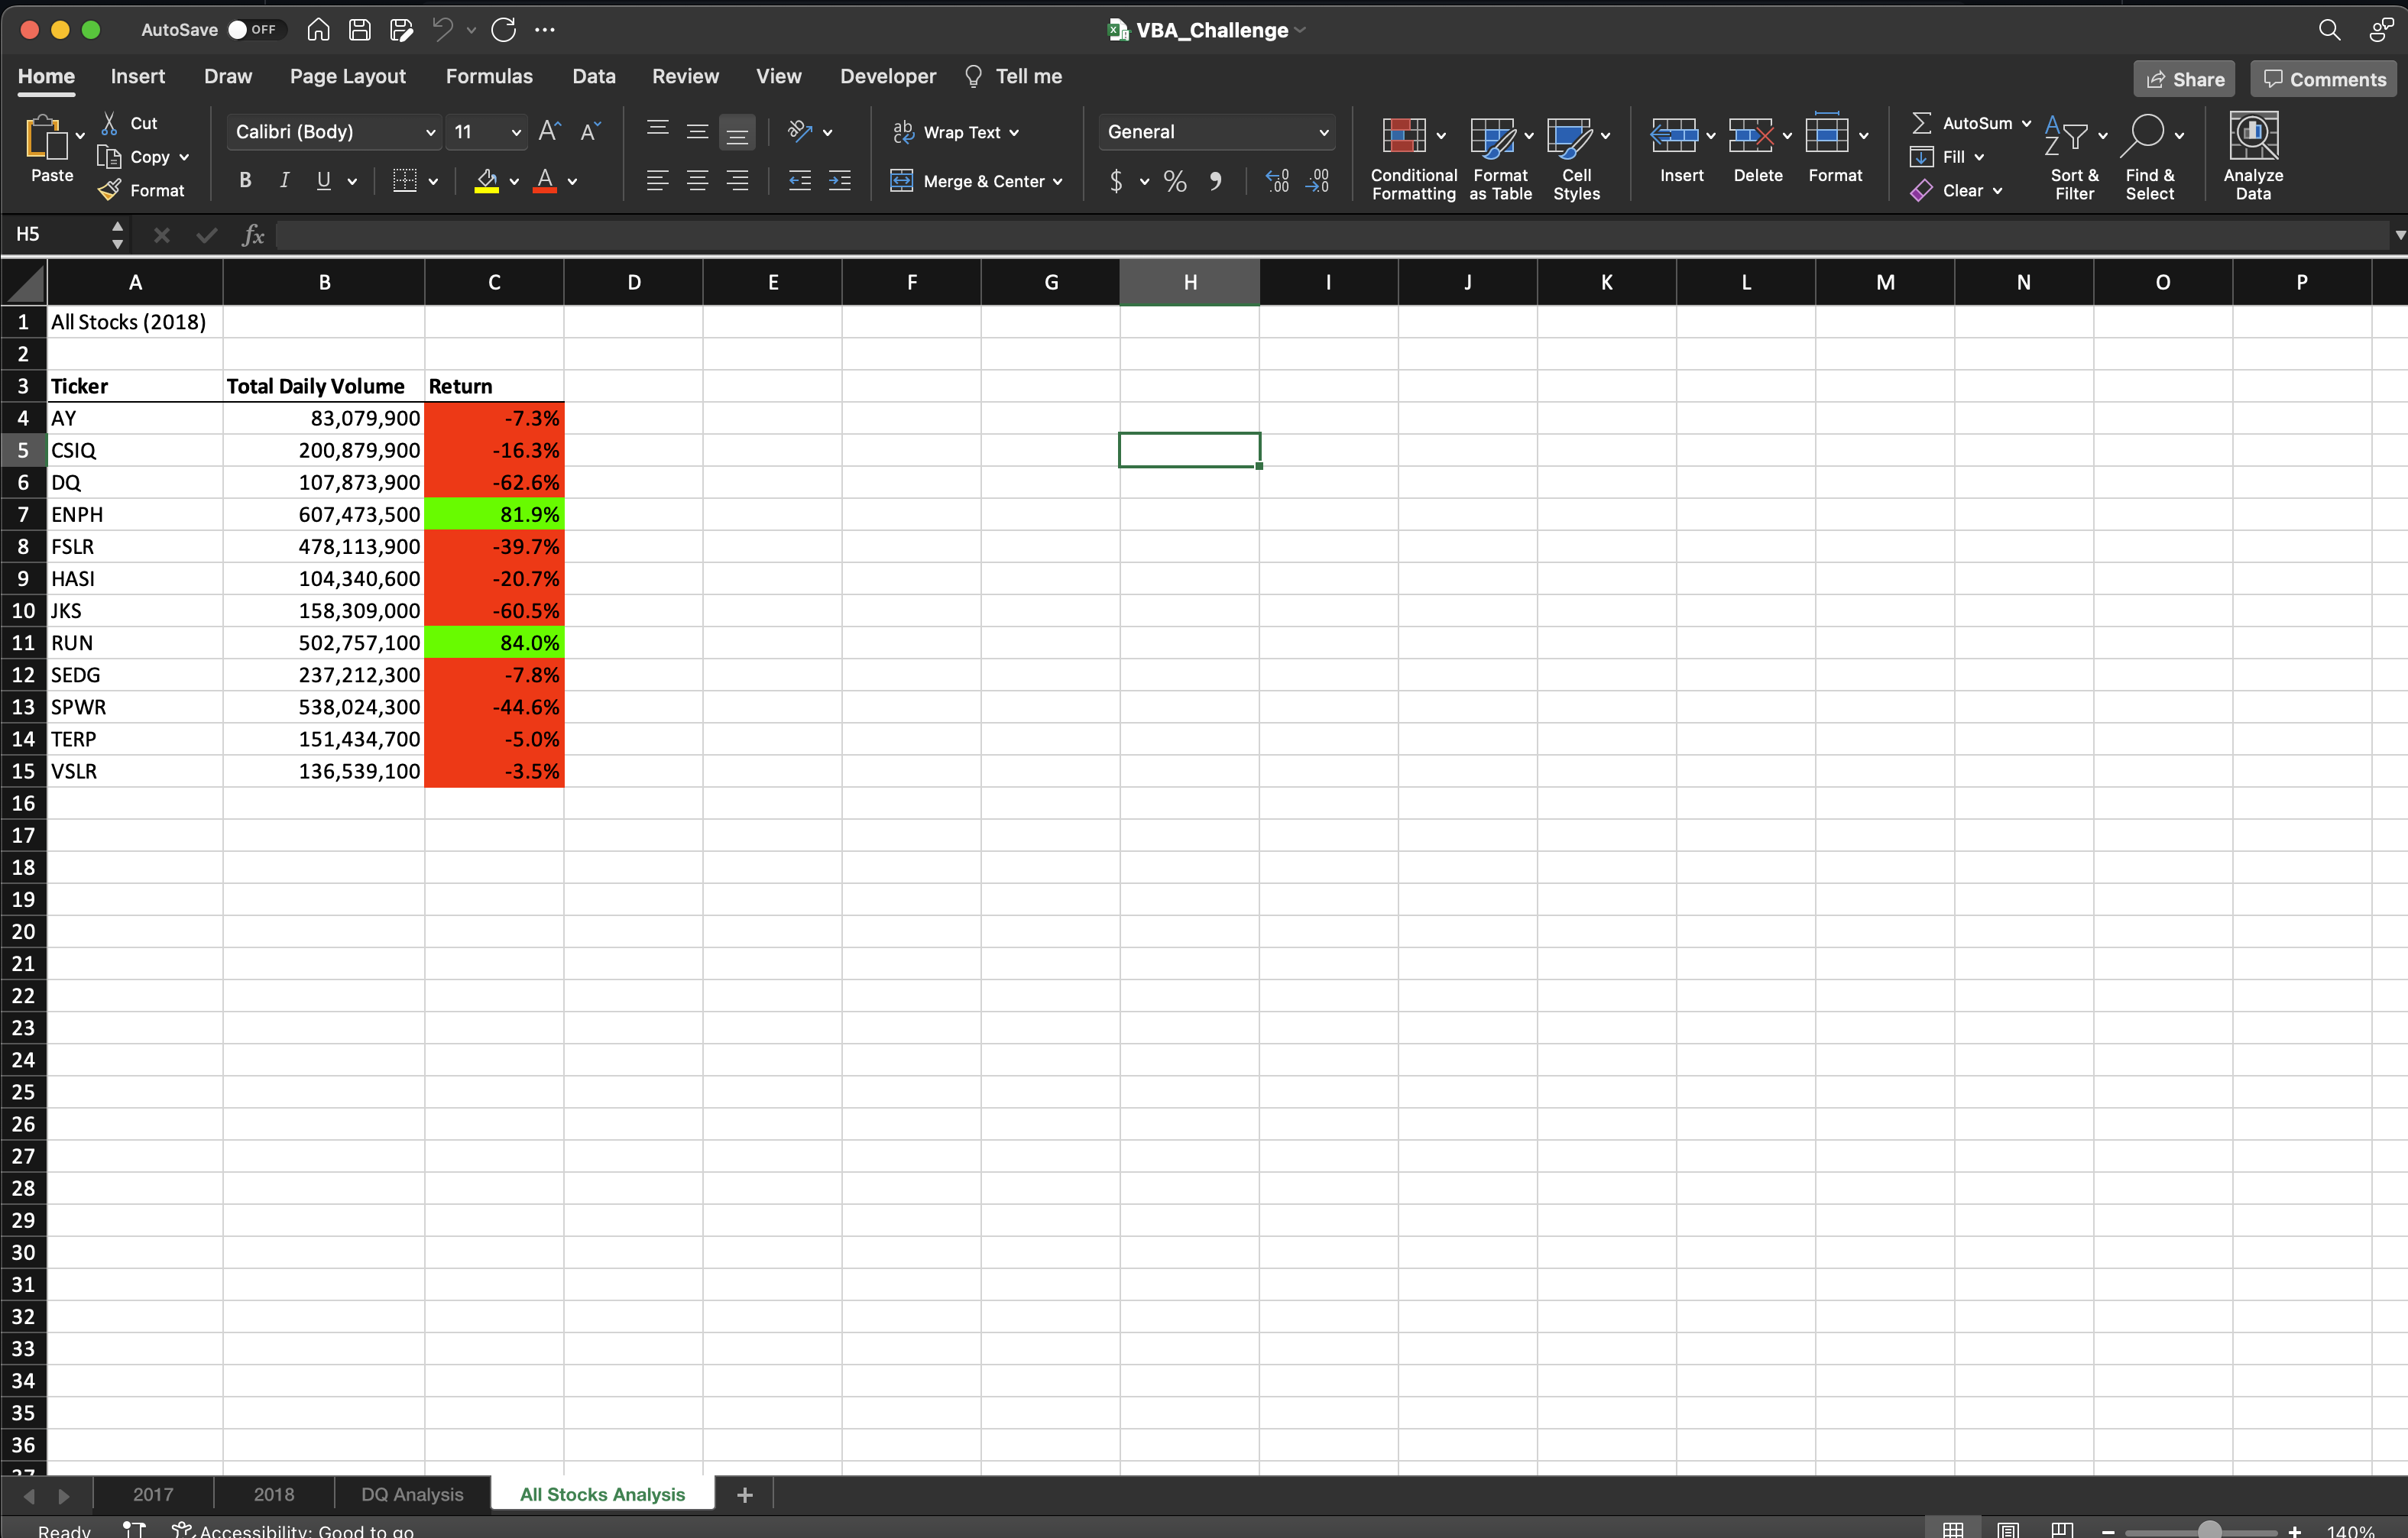 AutoSave OFF VBA_Challenge
Home Insert Draw Page Layout Formulas Data Review View Developer Tell me Share Comments
Paste Cut Copy Format
Calibri (Body) 11 A A
B I U A
ab Wrap Text
Merge & Center
General
$ % 9 .0 .00 .00 .0
Conditional Formatting
Format as Table
Cell Styles
Insert Delete Format
AutoSum
Fill
Clear
A Z
Sort & Filter
Find & Select
Analyze Data
H5 fx
A B C D E F G H I J K L M N O P
1 All Stocks (2018)
2
3 Ticker Total Daily Volume Return
4 AY 83,079,900 -7.3%
5 CSIQ 200,879,900 -16.3%
6 DQ 107,873,900 -62.6%
7 ENPH 607,473,500 81.9%
8 FSLR 478,113,900 -39.7%
9 HASI 104,340,600 -20.7%
10 JKS 158,309,000 -60.5%
11 RUN 502,757,100 84.0%
12 SEDG 237,212,300 -7.8%
13 SPWR 538,024,300 -44.6%
14 TERP 151,434,700 -5.0%
15 VSLR 136,539,100 -3.5%
16
17
18
19
20
21
22
23
24
25
26
27
28
29
30
31
32
33
34
35
36
37
2017 2018 DQ Analysis All Stocks Analysis +
Ready Accessibility: Good to go 140%